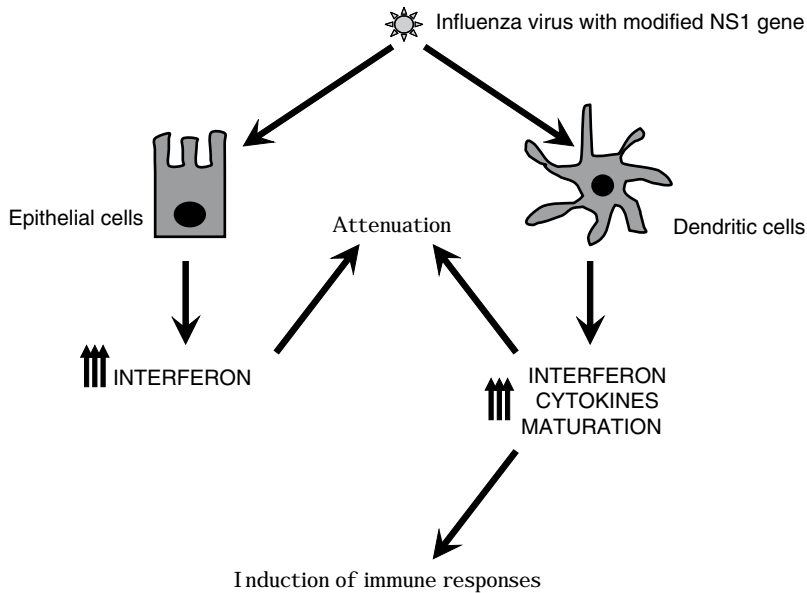 Influenza virus with modified NS1 gene
Epithelial cells
Attenuation
Dendritic cells
INTERFERON
INTERFERON
CYTOKINES
MATURATION
Induction of immune responses